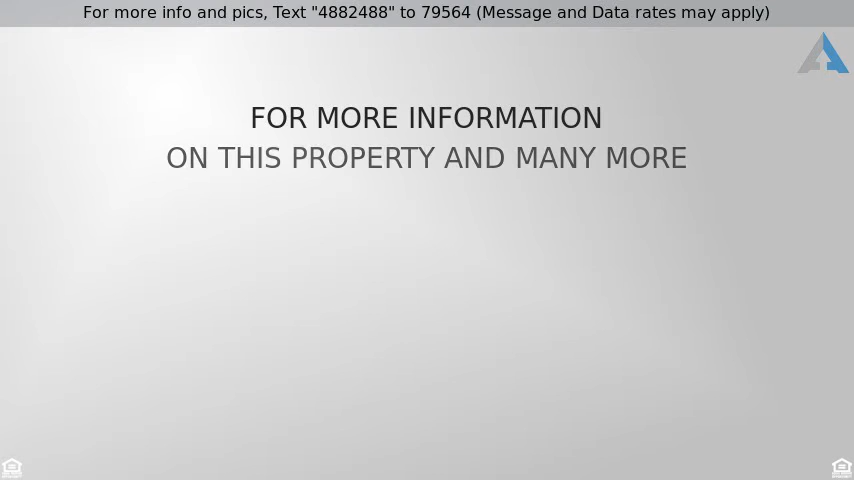 For more info and pics, Text "4882488" to 79564 (Message and Data rates may apply)
FOR MORE INFORMATION
ON THIS PROPERTY AND MANY MORE